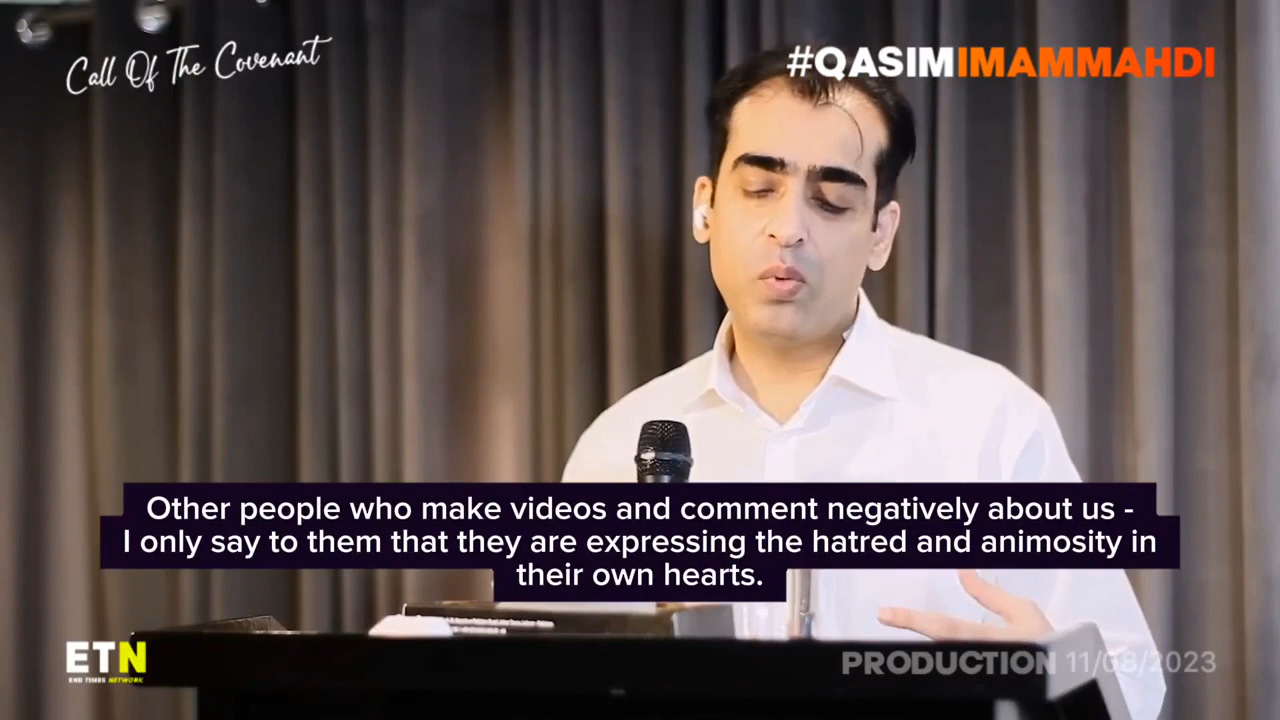 Call Of The Covenant
#QASIMIMAMMAHDI
Other people who make videos and comment negatively about us -
I only say to them that they are expressing the hatred and animosity in
their own hearts.
ETN
END TIMES NETWORK
PRODUCTION 11/08/2023